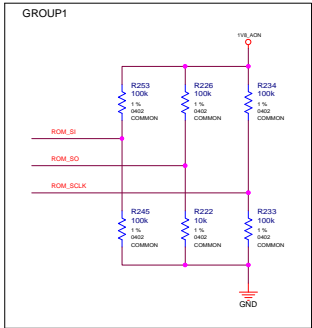 GROUP1
1V8_AON
R253
100k
1 %
0402
COMMON
R226
100k
1 %
0402
COMMON
R234
100k
1 %
0402
COMMON
ROM_SI
ROM_SO
ROM_SCLK
R245
100k
1 %
0402
COMMON
R222
10k
1 %
0402
COMMON
R233
100k
1 %
0402
COMMON
GND